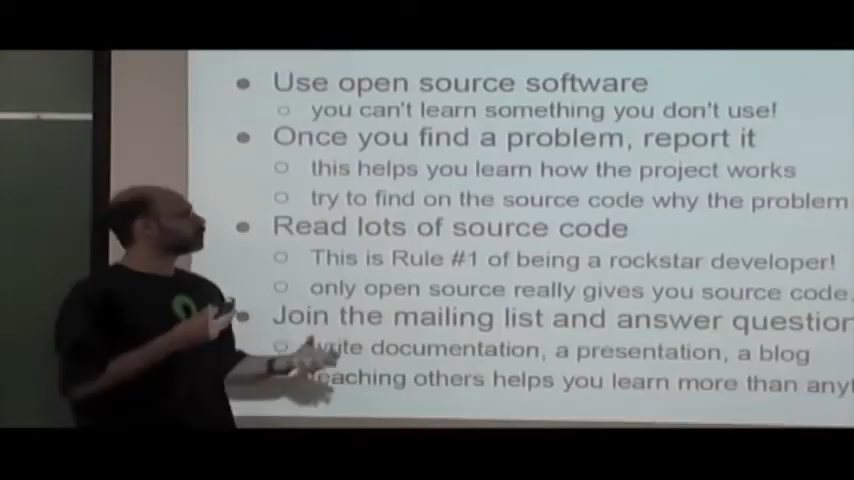 Use open source software
you can't learn something you don't use!
Once you find a problem, report it
this helps you learn how the project works
try to find on the source code why the problem
Read lots of source code
This is Rule #1 of being a rockstar developer!
only open source really gives you source code
Join the mailing list and answer question
write documentation, a presentation, a blog
teaching others helps you learn more than any